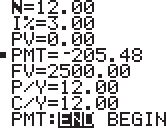 N=12.00
I%=3.00
PV=0.00
▪PMT=-205.48
FV=2500.00
P/Y=12.00
C/Y=12.00
PMT:END BEGIN